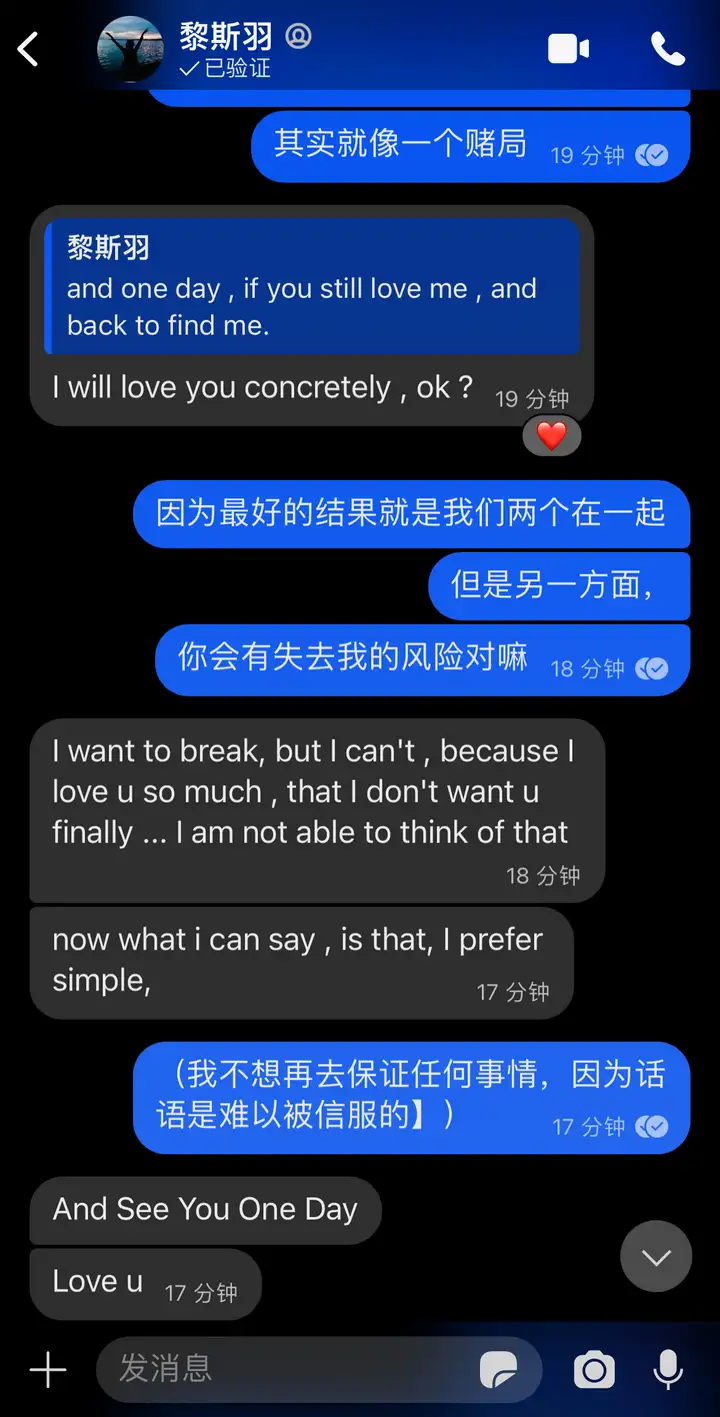 黎斯羽
已验证
其实就像一个赌局
19 分钟
黎斯羽
and one day , if you still love me , and
back to find me.
I will love you concretely , ok ?
19 分钟
因为最好的结果就是我们两个在一起
但是另一方面，
你会有失去我的风险对嘛
18 分钟
I want to break, but I can't , because I
love u so much , that I don't want u
finally ... I am not able to think of that
18 分钟
now what i can say , is that, I prefer
simple,
17 分钟
（我不想再去保证任何事情，因为话
语是难以被信服的】）
17 分钟
And See You One Day
Love u
17 分钟
发消息